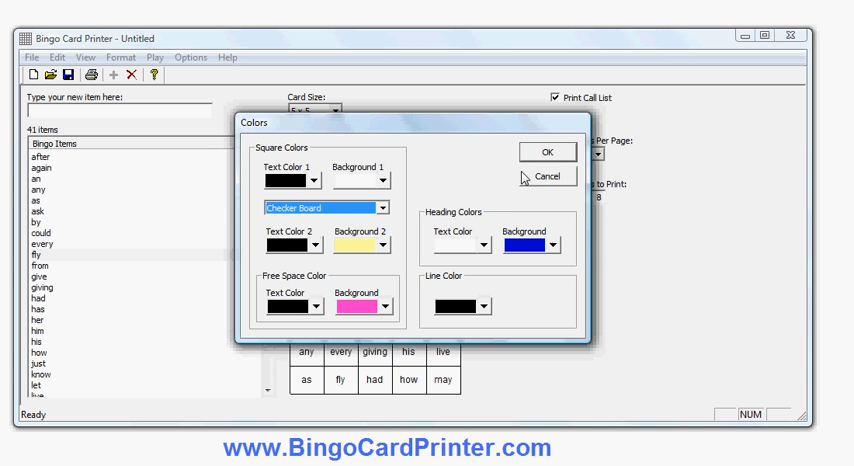 Bingo Card Printer - Untitled
File Edit View Format Play Options Help
Type your new item here:
Card Size:
5 x 5
Print Call List
41 items
Bingo Items
after
again
an
any
as
ask
by
could
every
fly
from
give
giving
had
has
her
him
his
how
just
know
let
live
Per Page:
to Print:
8
Colors
Square Colors
Text Color 1 Background 1
Checker Board
Text Color 2 Background 2
Free Space Color
Text Color Background
OK
Cancel
Heading Colors
Text Color Background
Line Color
any every giving his live
as fly had how may
Ready
NUM
www.BingoCardPrinter.com